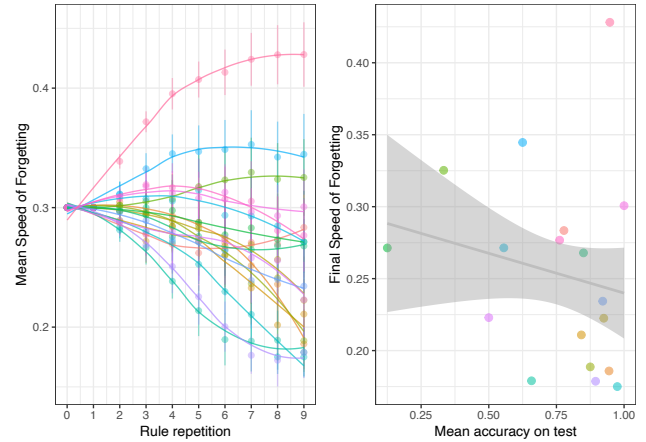 Mean Speed of Forgetting
0.4
0.3
0.2
0 1 2 3 4 5 6 7 8 9
Rule repetition
Final Speed of Forgetting
0.40
0.35
0.30
0.25
0.20
0.25 0.50 0.75 1.00
Mean accuracy on test